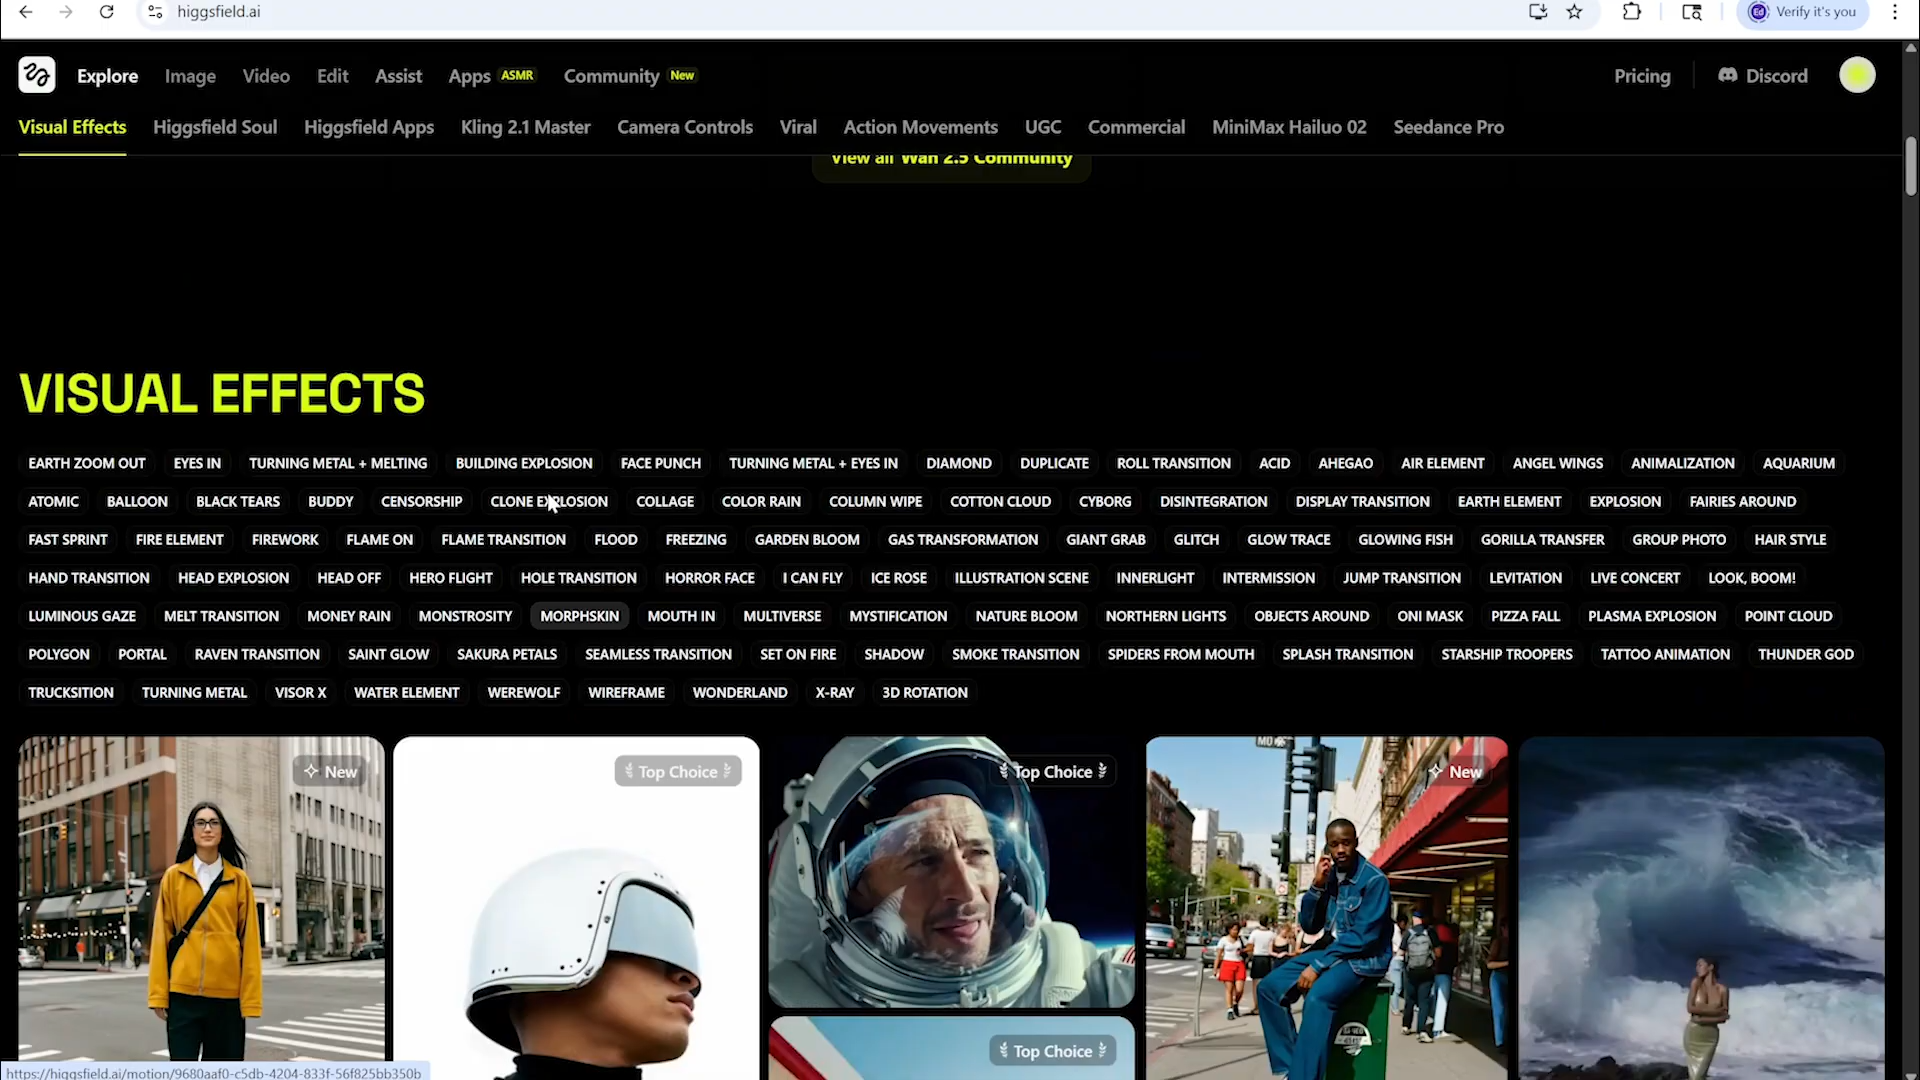 higgsfield.ai
Verify it's you
Explore Image Video Edit Assist Apps ASMR Community New Pricing Discord
Visual Effects Higgsfield Soul Higgsfield Apps Kling 2.1 Master Camera Controls Viral Action Movements UGC Commercial MiniMax Hailuo 02 Seedance Pro
View all Wan 2.5 Community
VISUAL EFFECTS
EARTH ZOOM OUT EYES IN TURNING METAL + MELTING BUILDING EXPLOSION FACE PUNCH TURNING METAL + EYES IN DIAMOND DUPLICATE ROLL TRANSITION ACID AHEGAO AIR ELEMENT ANGEL WINGS ANIMALIZATION AQUARIUM
ATOMIC BALLOON BLACK TEARS BUDDY CENSORSHIP CLONE EXPLOSION COLLAGE COLOR RAIN COLUMN WIPE COTTON CLOUD CYBORG DISINTEGRATION DISPLAY TRANSITION EARTH ELEMENT EXPLOSION FAIRIES AROUND
FAST SPRINT FIRE ELEMENT FIREWORK FLAME ON FLAME TRANSITION FLOOD FREEZING GARDEN BLOOM GAS TRANSFORMATION GIANT GRAB GLITCH GLOW TRACE GLOWING FISH GORILLA TRANSFER GROUP PHOTO HAIR STYLE
HAND TRANSITION HEAD EXPLOSION HEAD OFF HERO FLIGHT HOLE TRANSITION HORROR FACE I CAN FLY ICE ROSE ILLUSTRATION SCENE INNERLIGHT INTERMISSION JUMP TRANSITION LEVITATION LIVE CONCERT LOOK, BOOM!
LUMINOUS GAZE MELT TRANSITION MONEY RAIN MONSTROSITY MORPHSKIN MOUTH IN MULTIVERSE MYSTIFICATION NATURE BLOOM NORTHERN LIGHTS OBJECTS AROUND ONI MASK PIZZA FALL PLASMA EXPLOSION POINT CLOUD
POLYGON PORTAL RAVEN TRANSITION SAINT GLOW SAKURA PETALS SEAMLESS TRANSITION SET ON FIRE SHADOW SMOKE TRANSITION SPIDERS FROM MOUTH SPLASH TRANSITION STARSHIP TROOPERS TATTOO ANIMATION THUNDER GOD
TRUCKSITION TURNING METAL VISOR X WATER ELEMENT WEREWOLF WIREFRAME WONDERLAND X-RAY 3D ROTATION
New Top Choice Top Choice New
Top Choice
https://higgsfield.ai/motion/9680aaf0-c5db-4204-833f-56f825bb350b